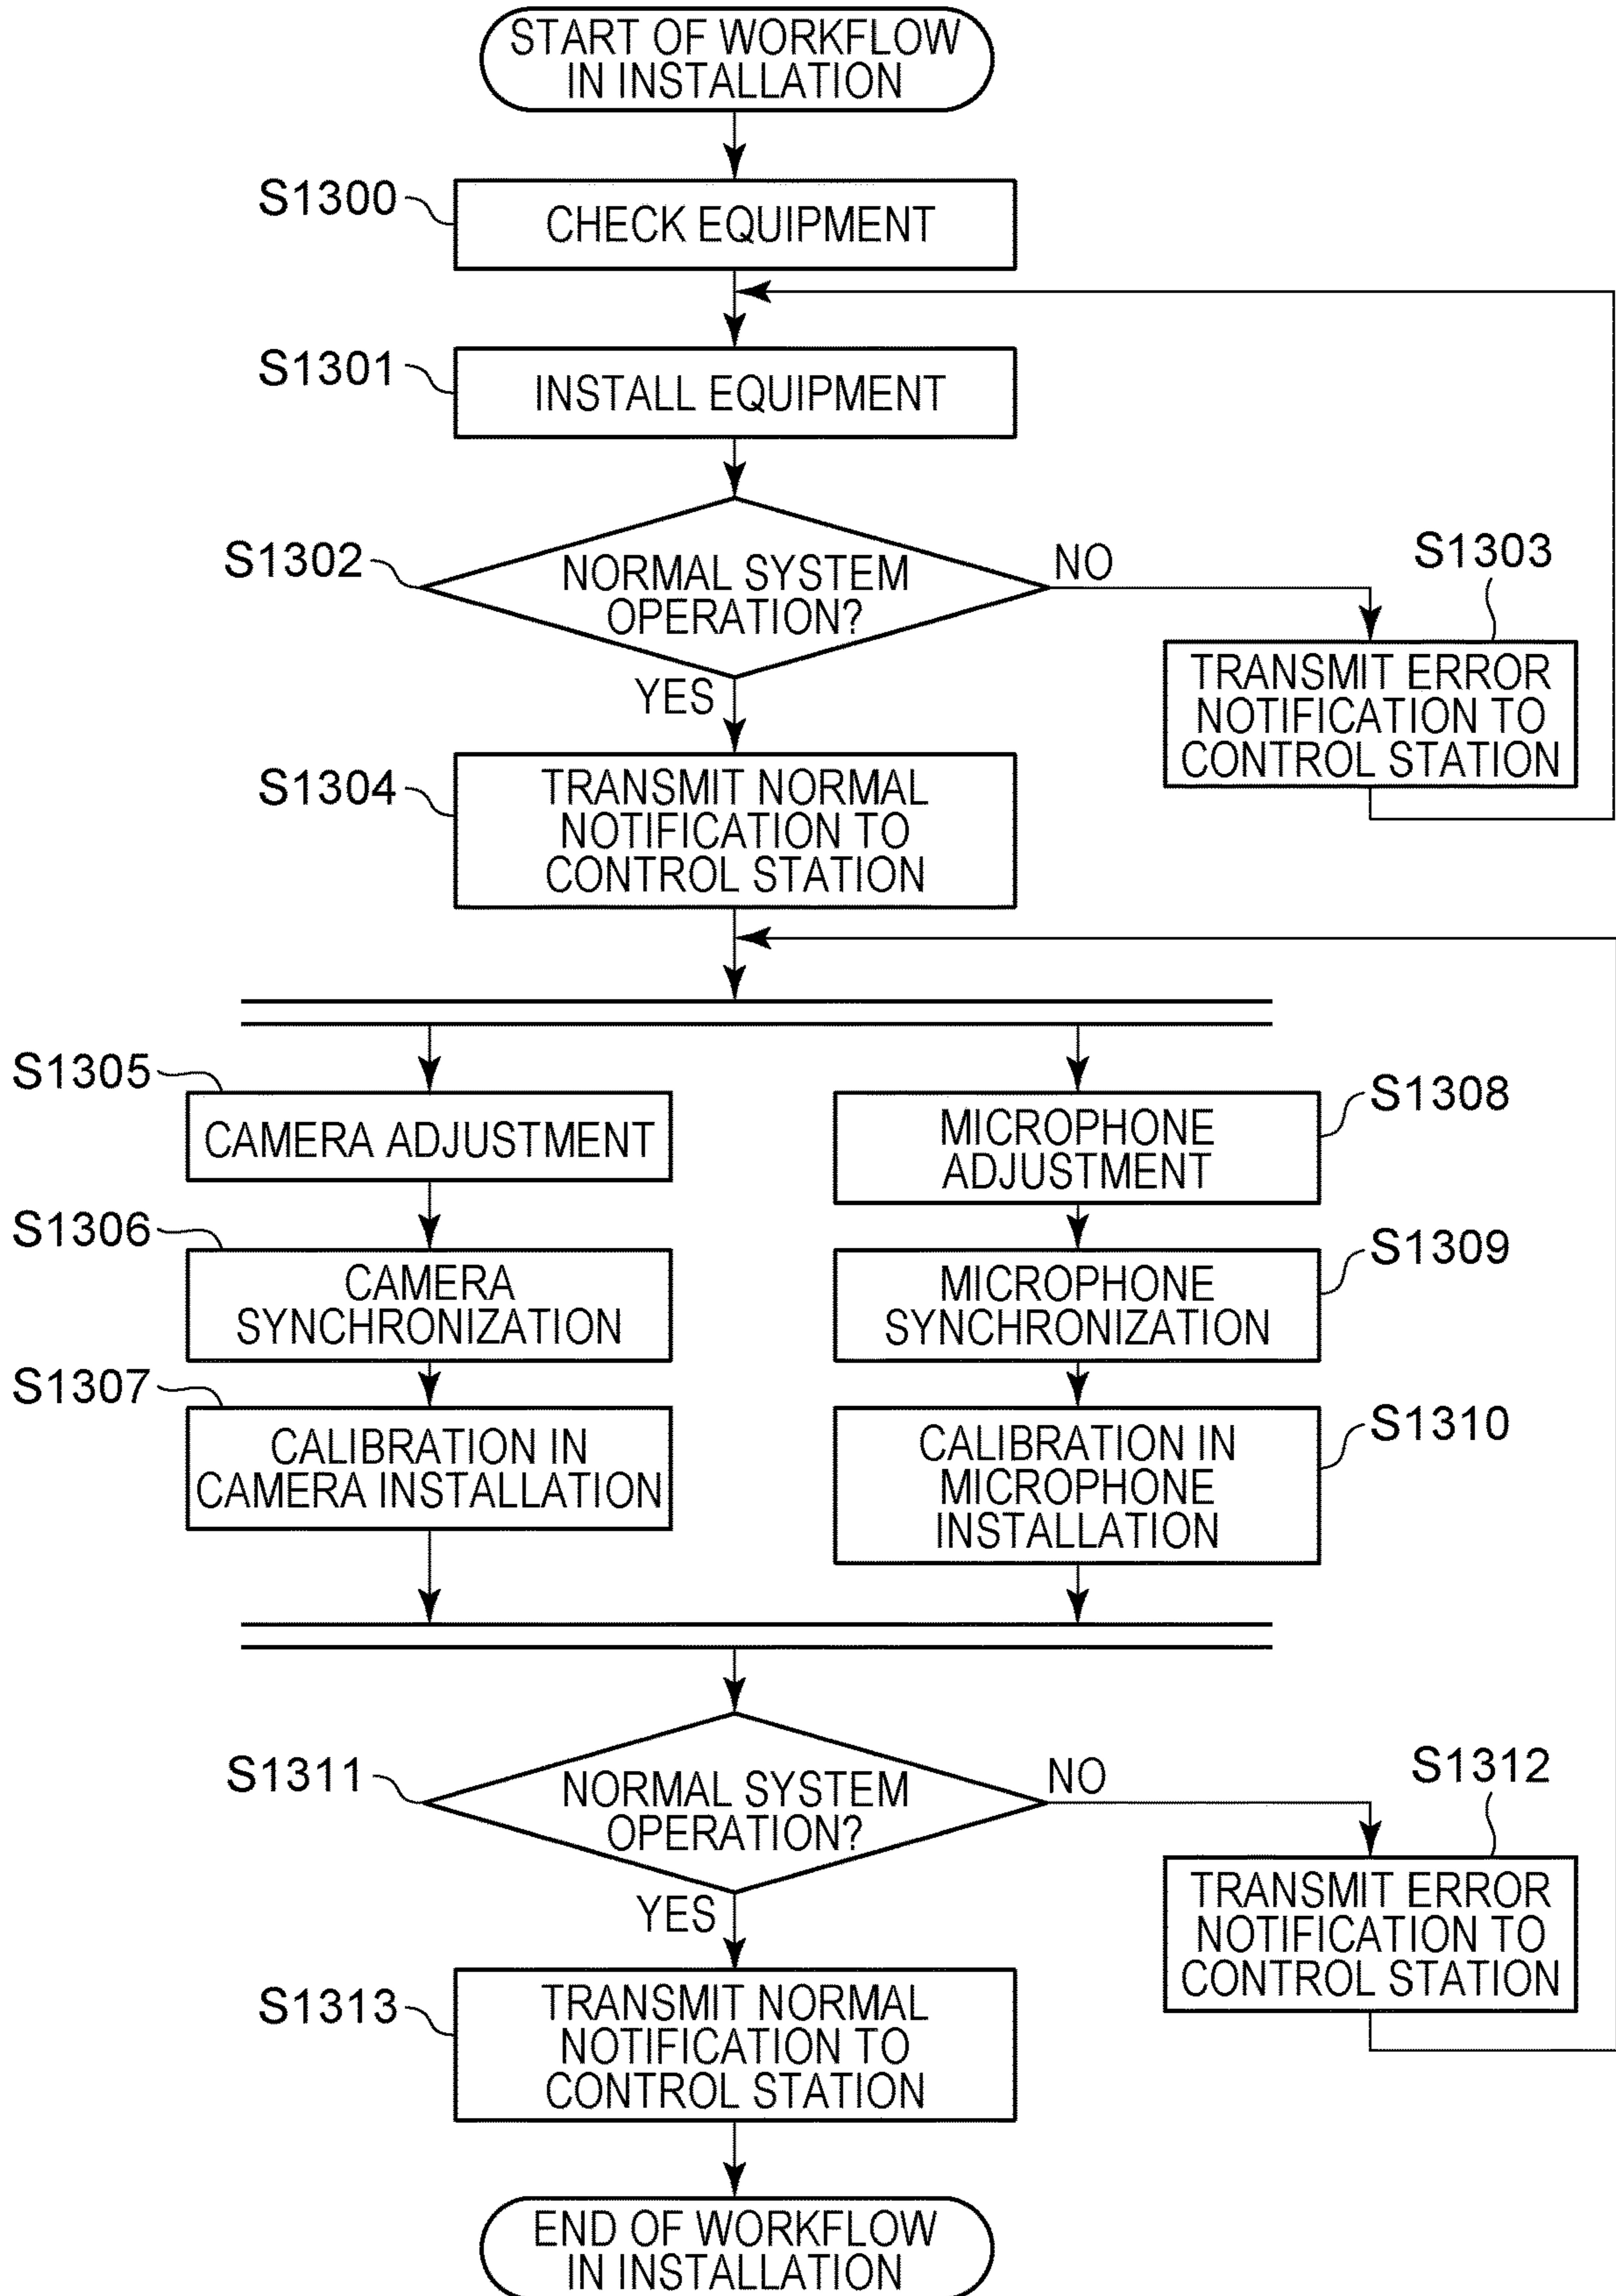 START OF WORKFLOW
IN INSTALLATION
S1300
CHECK EQUIPMENT
S1301
INSTALL EQUIPMENT
S1302
NORMAL SYSTEM
OPERATION?
NO
S1303
TRANSMIT ERROR
NOTIFICATION TO
CONTROL STATION
YES
S1304
TRANSMIT NORMAL
NOTIFICATION TO
CONTROL STATION
S1305
CAMERA ADJUSTMENT
S1306
CAMERA
SYNCHRONIZATION
S1307
CALIBRATION IN
CAMERA INSTALLATION
S1308
MICROPHONE
ADJUSTMENT
S1309
MICROPHONE
SYNCHRONIZATION
S1310
CALIBRATION IN
MICROPHONE
INSTALLATION
S1311
NORMAL SYSTEM
OPERATION?
NO
S1312
TRANSMIT ERROR
NOTIFICATION TO
CONTROL STATION
YES
S1313
TRANSMIT NORMAL
NOTIFICATION TO
CONTROL STATION
END OF WORKFLOW
IN INSTALLATION